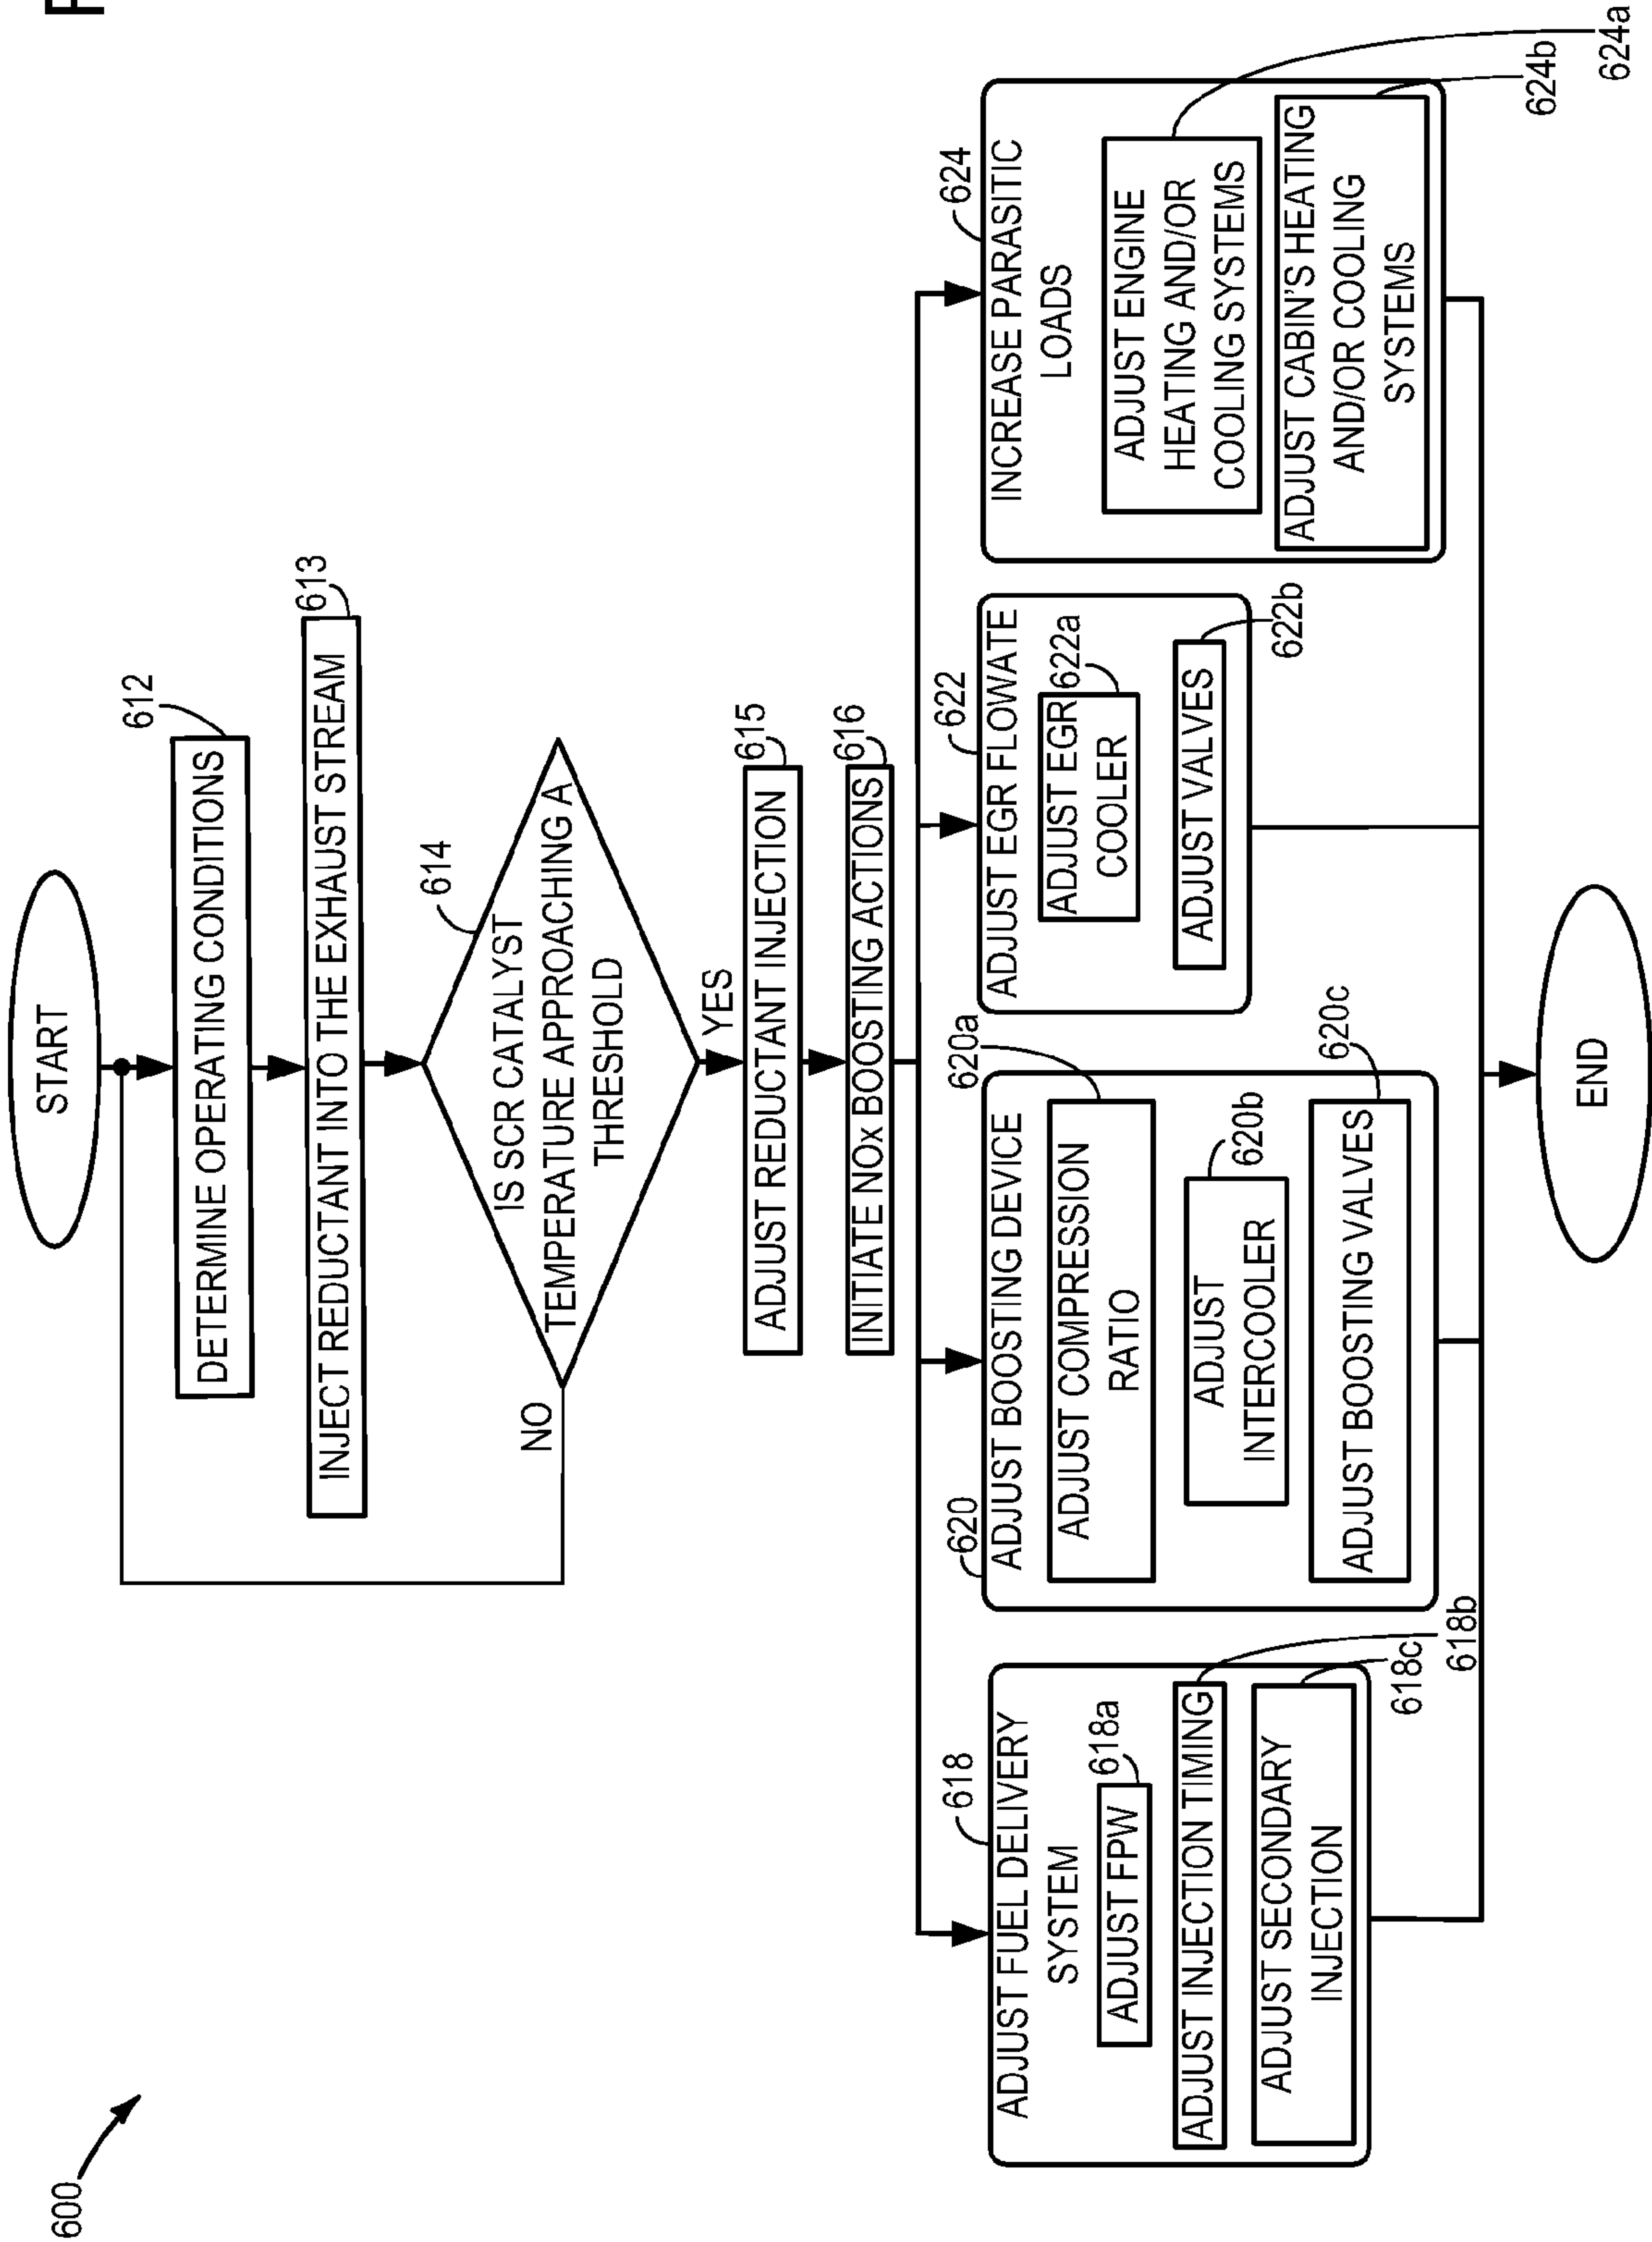 600
START
612
DETERMINE OPERATING CONDITIONS
613
INJECT REDUCTANT INTO THE EXHAUST STREAM
614
IS SCR CATALYST
TEMPERATURE APPROACHING A
THRESHOLD
NO
YES
615
ADJUST REDUCTANT INJECTION
616
INITIATE NOx BOOSTING ACTIONS
618
ADJUST FUEL DELIVERY
SYSTEM
618a
ADJUST FPW
ADJUST INJECTION TIMING
ADJUST SECONDARY
INJECTION
618c
618b
620
620a
ADJUST BOOSTING DEVICE
ADJUST COMPRESSION
RATIO
ADJUST
INTERCOOLER
620b
ADJUST BOOSTING VALVES
620c
622
ADJUST EGR FLOWATE
ADJUST EGR
COOLER
622a
ADJUST VALVES
622b
624
INCREASE PARASITIC
LOADS
ADJUST ENGINE
HEATING AND/OR
COOLING SYSTEMS
ADJUST CABIN'S HEATING
AND/OR COOLING
SYSTEMS
624b
624a
END